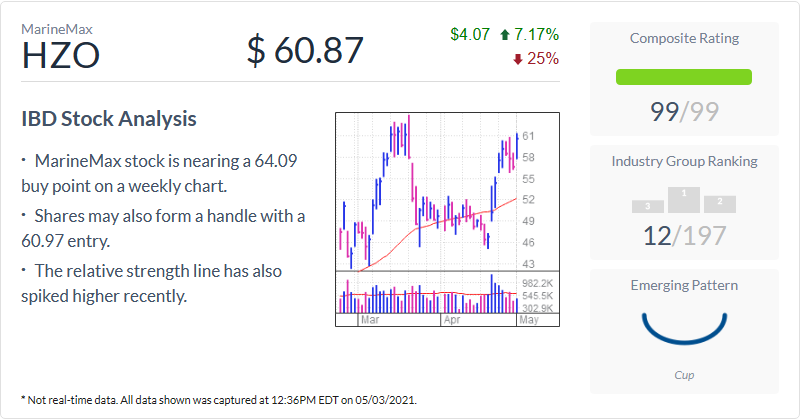 MarineMax
HZO
$ 60.87
$4.07 7.17%
25%
IBD Stock Analysis
· MarineMax stock is nearing a 64.09
buy point on a weekly chart.
· Shares may also form a handle with a
60.97 entry.
· The relative strength line has also
spiked higher recently.
61
58
55
52
49
46
43
982.2K
545.5K
302.9K
Mar Apr May
Composite Rating
99/99
Industry Group Ranking
3 1 2
12/197
Emerging Pattern
Cup
* Not real-time data. All data shown was captured at 12:36PM EDT on 05/03/2021.